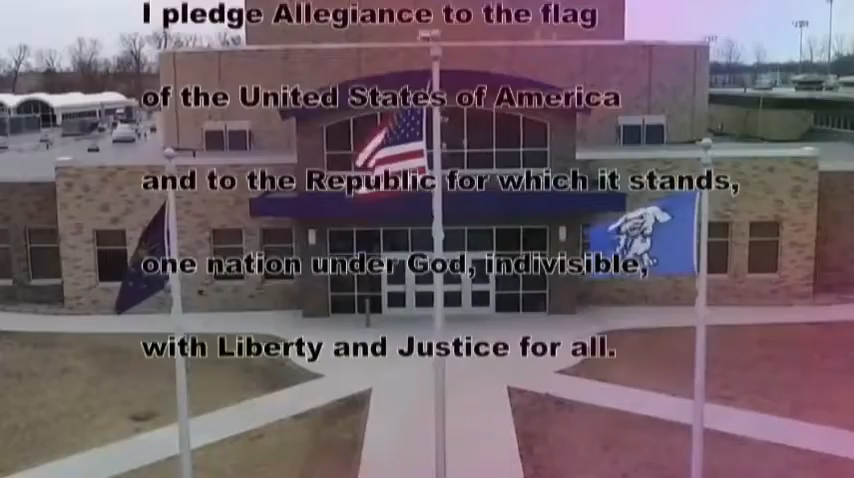 I pledge Allegiance to the flag
of the United States of America
and to the Republic for which it stands,
one nation under God, indivisible,
with Liberty and Justice for all.